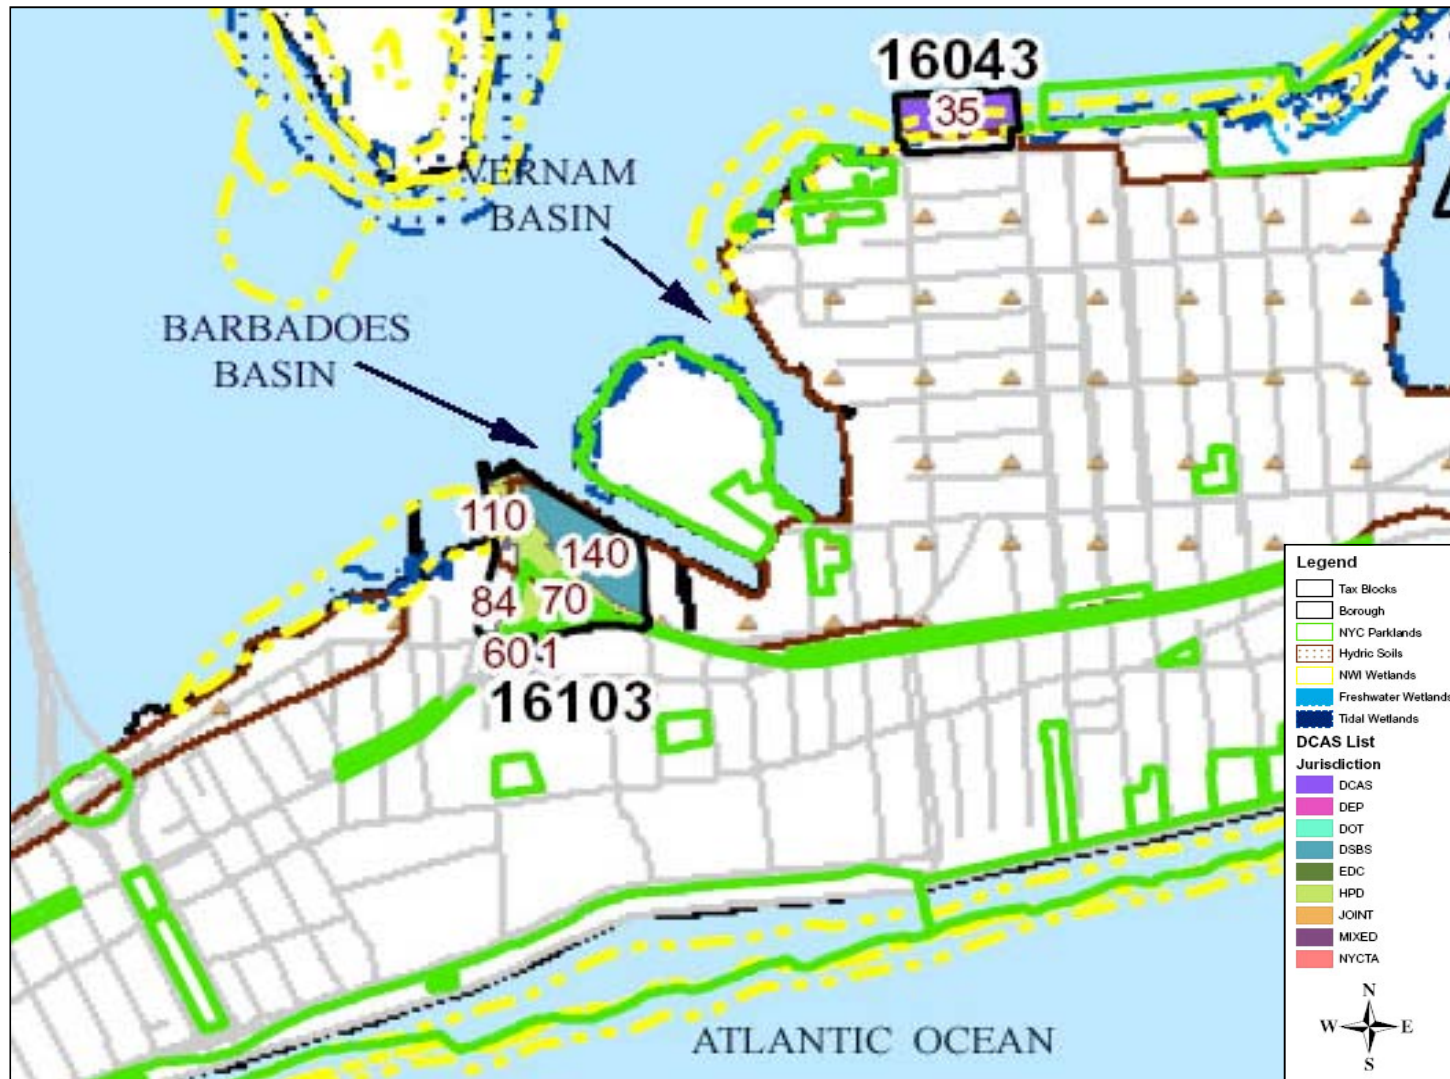 16043
35
VERNAM
BASIN
BARBADOES
BASIN
110
140
84
70
60
1
16103
ATLANTIC OCEAN
Legend
Tax Blocks
Borough
NYC Parklands
Hydric Soils
NWI Wetlands
Freshwater Wetlands
Tidal Wetlands
DCAS List
Jurisdiction
DCAS
DEP
DOT
DSBS
EDC
HPD
JOINT
MIXED
NYCTA
N
W E
S